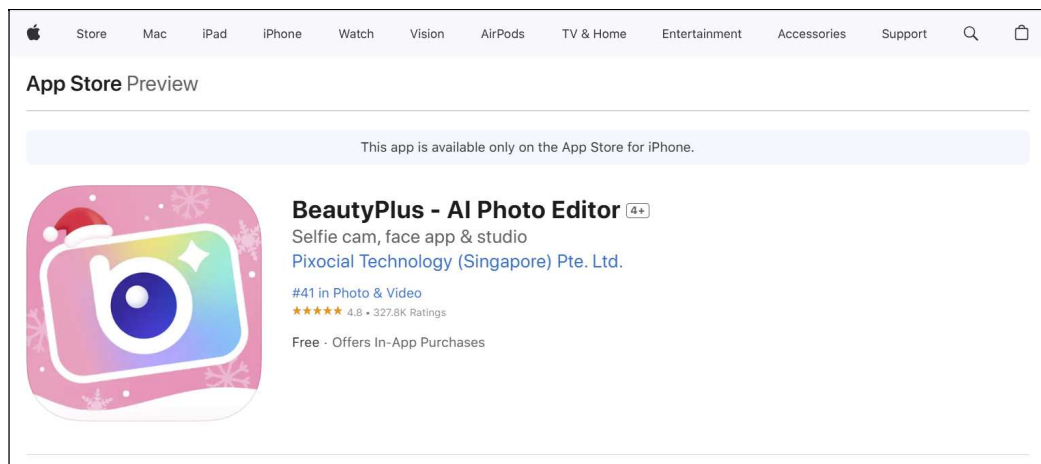 Store Mac iPad iPhone Watch Vision AirPods TV & Home Entertainment Accessories Support
App Store Preview
This app is available only on the App Store for iPhone.
BeautyPlus - AI Photo Editor 4+
Selfie cam, face app & studio
Pixocial Technology (Singapore) Pte. Ltd.
#41 in Photo & Video
★★★★★ 4.8 • 327.8K Ratings
Free · Offers In-App Purchases